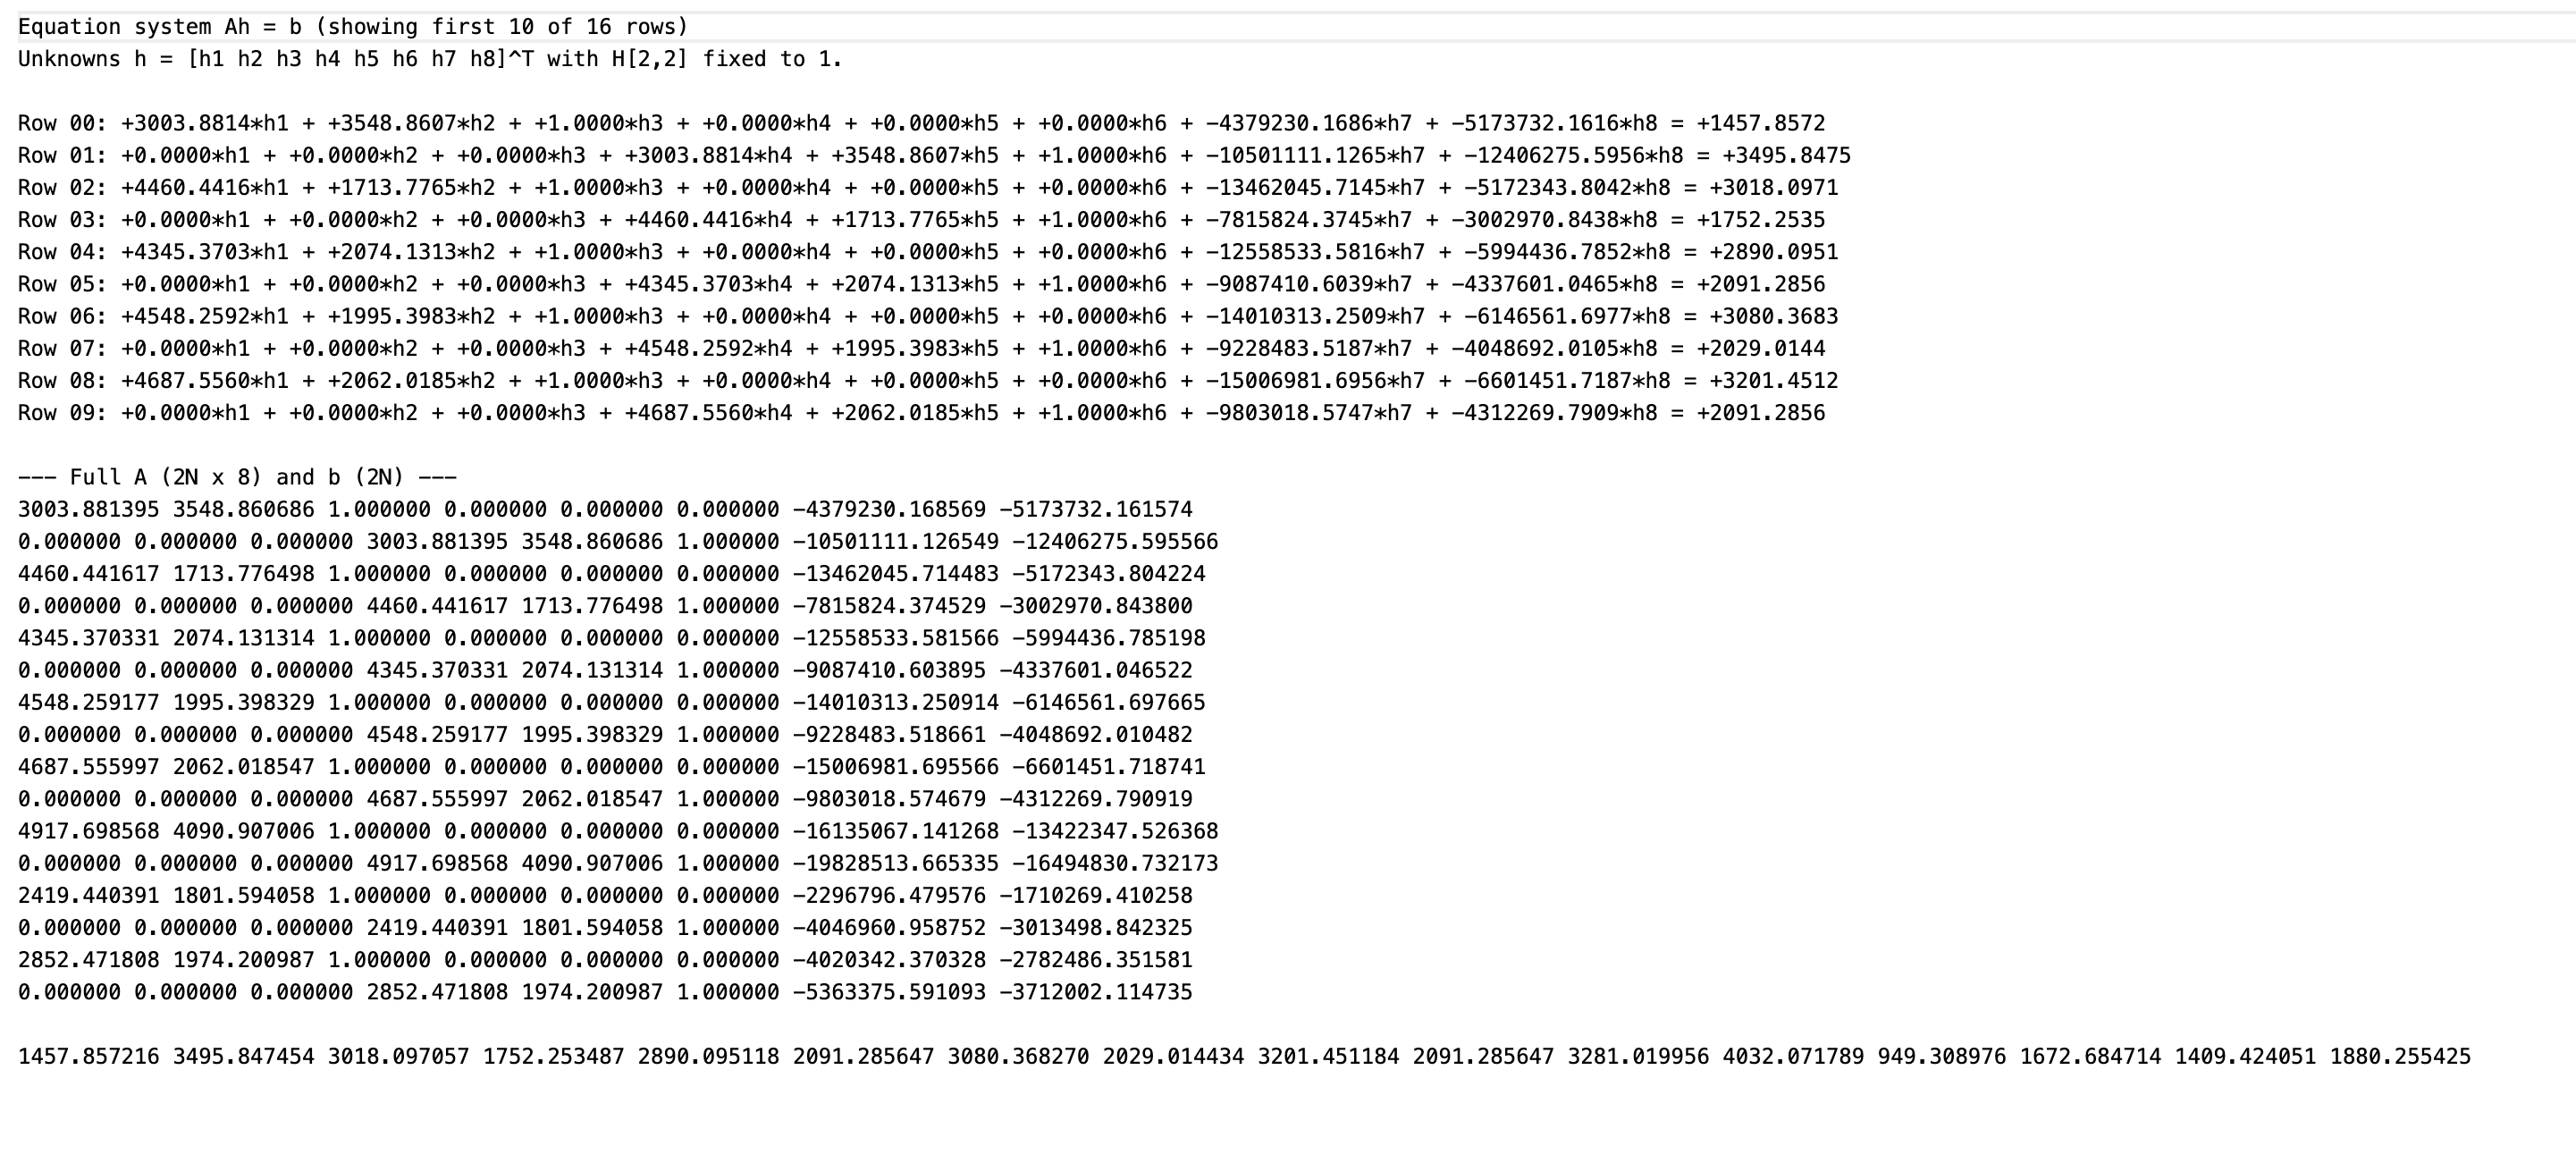 Equation system Ah = b (showing first 10 of 16 rows)
Unknowns h = [h1 h2 h3 h4 h5 h6 h7 h8]^T with H[2,2] fixed to 1.
Row 00: +3003.8814*h1 + +3548.8607*h2 + +1.0000*h3 + +0.0000*h4 + +0.0000*h5 + +0.0000*h6 + -4379230.1686*h7 + -5173732.1616*h8 = +1457.8572
Row 01: +0.0000*h1 + +0.0000*h2 + +0.0000*h3 + +3003.8814*h4 + +3548.8607*h5 + +1.0000*h6 + -10501111.1265*h7 + -12406275.5956*h8 = +3495.8475
Row 02: +4460.4416*h1 + +1713.7765*h2 + +1.0000*h3 + +0.0000*h4 + +0.0000*h5 + +0.0000*h6 + -13462045.7145*h7 + -5172343.8042*h8 = +3018.0971
Row 03: +0.0000*h1 + +0.0000*h2 + +0.0000*h3 + +4460.4416*h4 + +1713.7765*h5 + +1.0000*h6 + -7815824.3745*h7 + -3002970.8438*h8 = +1752.2535
Row 04: +4345.3703*h1 + +2074.1313*h2 + +1.0000*h3 + +0.0000*h4 + +0.0000*h5 + +0.0000*h6 + -12558533.5816*h7 + -5994436.7852*h8 = +2890.0951
Row 05: +0.0000*h1 + +0.0000*h2 + +0.0000*h3 + +4345.3703*h4 + +2074.1313*h5 + +1.0000*h6 + -9087410.6039*h7 + -4337601.0465*h8 = +2091.2856
Row 06: +4548.2592*h1 + +1995.3983*h2 + +1.0000*h3 + +0.0000*h4 + +0.0000*h5 + +0.0000*h6 + -14010313.2509*h7 + -6146561.6977*h8 = +3080.3683
Row 07: +0.0000*h1 + +0.0000*h2 + +0.0000*h3 + +4548.2592*h4 + +1995.3983*h5 + +1.0000*h6 + -9228483.5187*h7 + -4048692.0105*h8 = +2029.0144
Row 08: +4687.5560*h1 + +2062.0185*h2 + +1.0000*h3 + +0.0000*h4 + +0.0000*h5 + +0.0000*h6 + -15006981.6956*h7 + -6601451.7187*h8 = +3201.4512
Row 09: +0.0000*h1 + +0.0000*h2 + +0.0000*h3 + +4687.5560*h4 + +2062.0185*h5 + +1.0000*h6 + -9803018.5747*h7 + -4312269.7909*h8 = +2091.2856
--- Full A (2N x 8) and b (2N) ---
3003.881395 3548.860686 1.000000 0.000000 0.000000 0.000000 -4379230.168569 -5173732.161574
0.000000 0.000000 0.000000 3003.881395 3548.860686 1.000000 -10501111.126549 -12406275.595566
4460.441617 1713.776498 1.000000 0.000000 0.000000 0.000000 -13462045.714483 -5172343.804224
0.000000 0.000000 0.000000 4460.441617 1713.776498 1.000000 -7815824.374529 -3002970.843800
4345.370331 2074.131314 1.000000 0.000000 0.000000 0.000000 -12558533.581566 -5994436.785198
0.000000 0.000000 0.000000 4345.370331 2074.131314 1.000000 -9087410.603895 -4337601.046522
4548.259177 1995.398329 1.000000 0.000000 0.000000 0.000000 -14010313.250914 -6146561.697665
0.000000 0.000000 0.000000 4548.259177 1995.398329 1.000000 -9228483.518661 -4048692.010482
4687.555997 2062.018547 1.000000 0.000000 0.000000 0.000000 -15006981.695566 -6601451.718741
0.000000 0.000000 0.000000 4687.555997 2062.018547 1.000000 -9803018.574679 -4312269.790919
4917.698568 4090.907006 1.000000 0.000000 0.000000 0.000000 -16135067.141268 -13422347.526368
0.000000 0.000000 0.000000 4917.698568 4090.907006 1.000000 -19828513.665335 -16494830.732173
2419.440391 1801.594058 1.000000 0.000000 0.000000 0.000000 -2296796.479576 -1710269.410258
0.000000 0.000000 0.000000 2419.440391 1801.594058 1.000000 -4046960.958752 -3013498.842325
2852.471808 1974.200987 1.000000 0.000000 0.000000 0.000000 -4020342.370328 -2782486.351581
0.000000 0.000000 0.000000 2852.471808 1974.200987 1.000000 -5363375.591093 -3712002.114735
1457.857216 3495.847454 3018.097057 1752.253487 2890.095118 2091.285647 3080.368270 2029.014434 3201.451184 2091.285647 3281.019956 4032.071789 949.308976 1672.684714 1409.424051 1880.255425